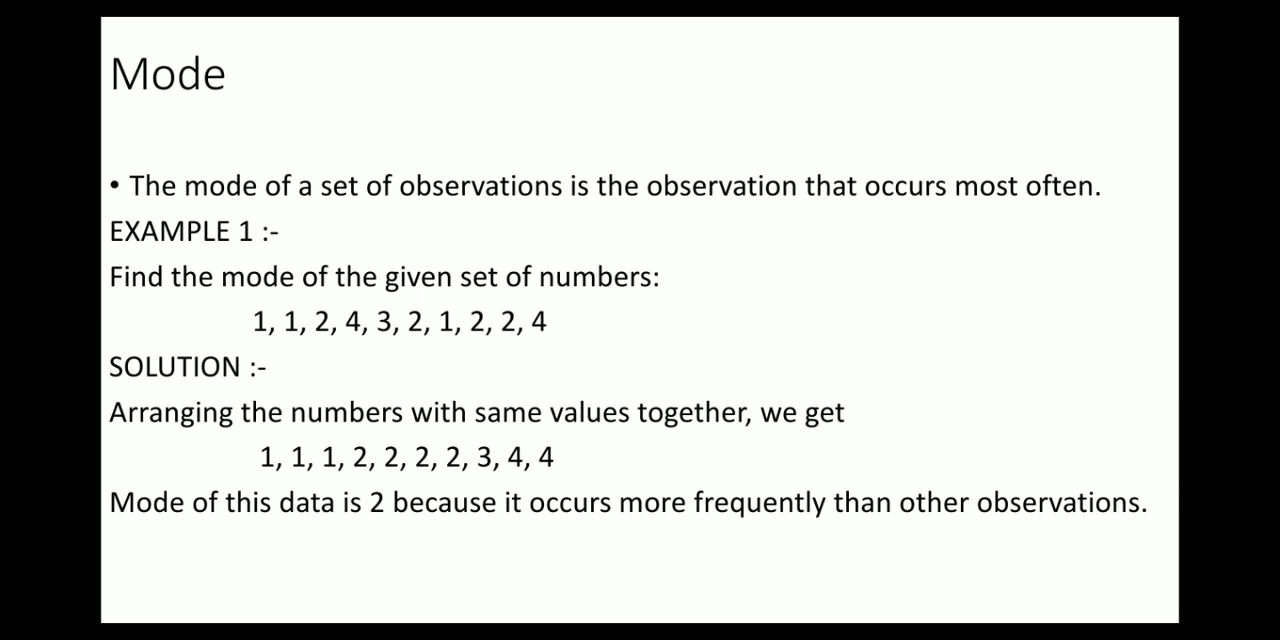 Mode
• The mode of a set of observations is the observation that occurs most often.
EXAMPLE 1 :-
Find the mode of the given set of numbers:
1, 1, 2, 4, 3, 2, 1, 2, 2, 4
SOLUTION :-
Arranging the numbers with same values together, we get
1, 1, 1, 2, 2, 2, 2, 3, 4, 4
Mode of this data is 2 because it occurs more frequently than other observations.